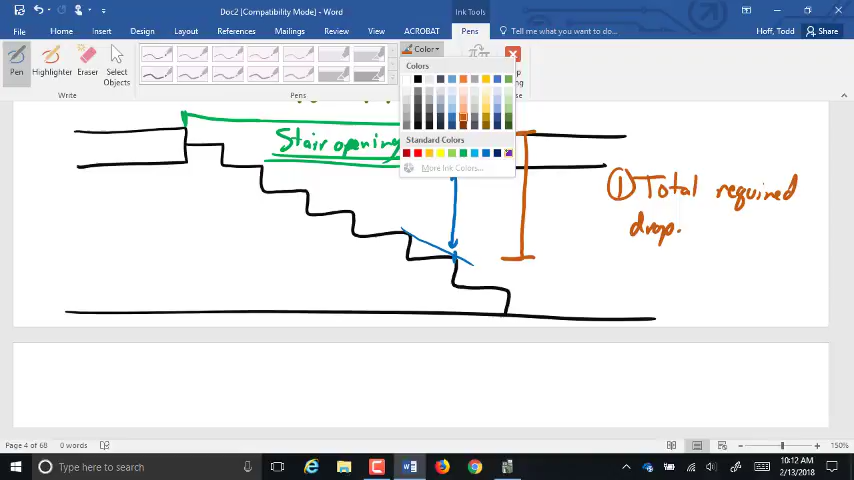 Doc2 [Compatibility Mode] - Word
Ink Tools
Hoff, Todd
File
Home
Insert
Design
Layout
References
Mailings
Review
View
ACROBAT
Pens
Tell me what you want to do...
Share
Pen
Highlighter
Eraser
Select
Objects
Color
Write
Pens
Colors
Standard Colors
More Ink Colors...
Stair opening
① Total required
drop.
Page 4 of 68
0 words
150%
Type here to search
10:12 AM
2/13/2018